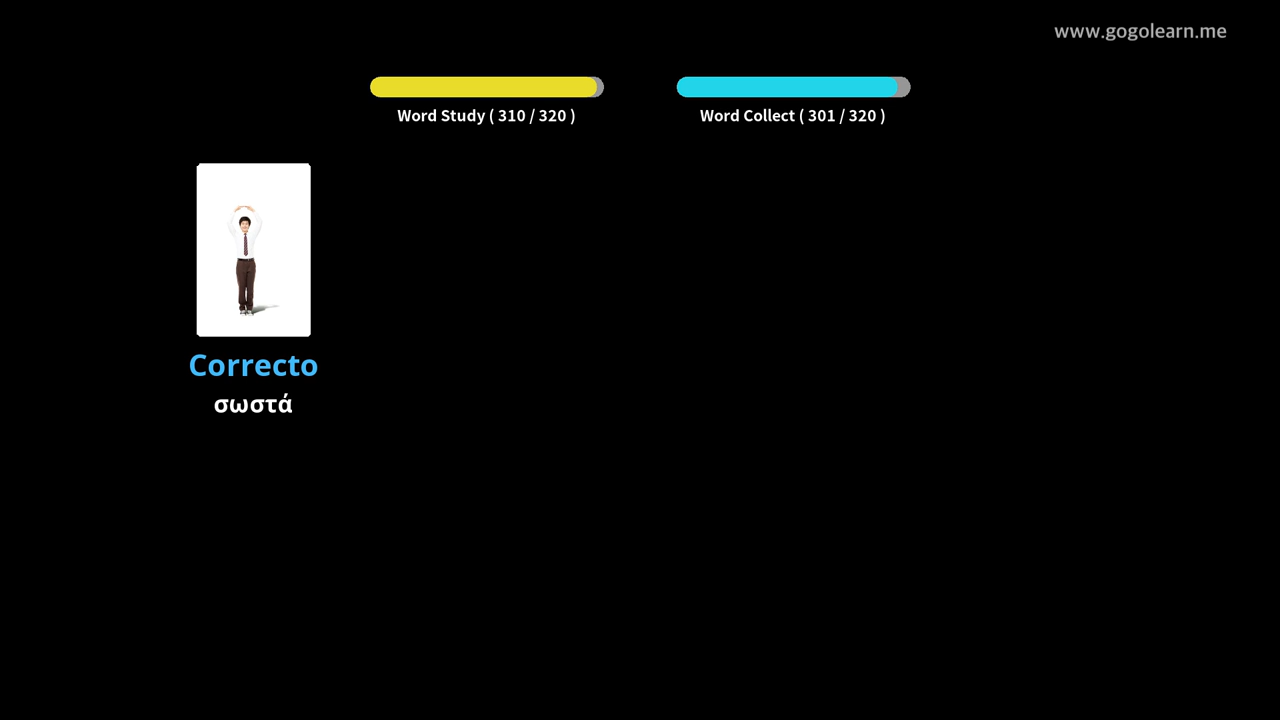 www.gogolearn.me
Word Study ( 310 / 320 )
Word Collect ( 301 / 320 )
Correcto
σωστά